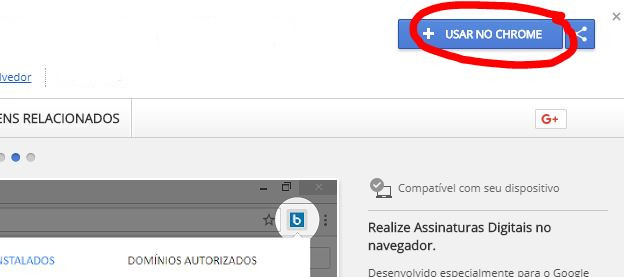 + USAR NO CHROME
lvedor
ENS RELACIONADOS
G+
Compatível com seu dispositivo
b
Realize Assinaturas Digitais no
navegador.
NSTALADOS
DOMÍNIOS AUTORIZADOS
Desenvolvido especialmente para o Google